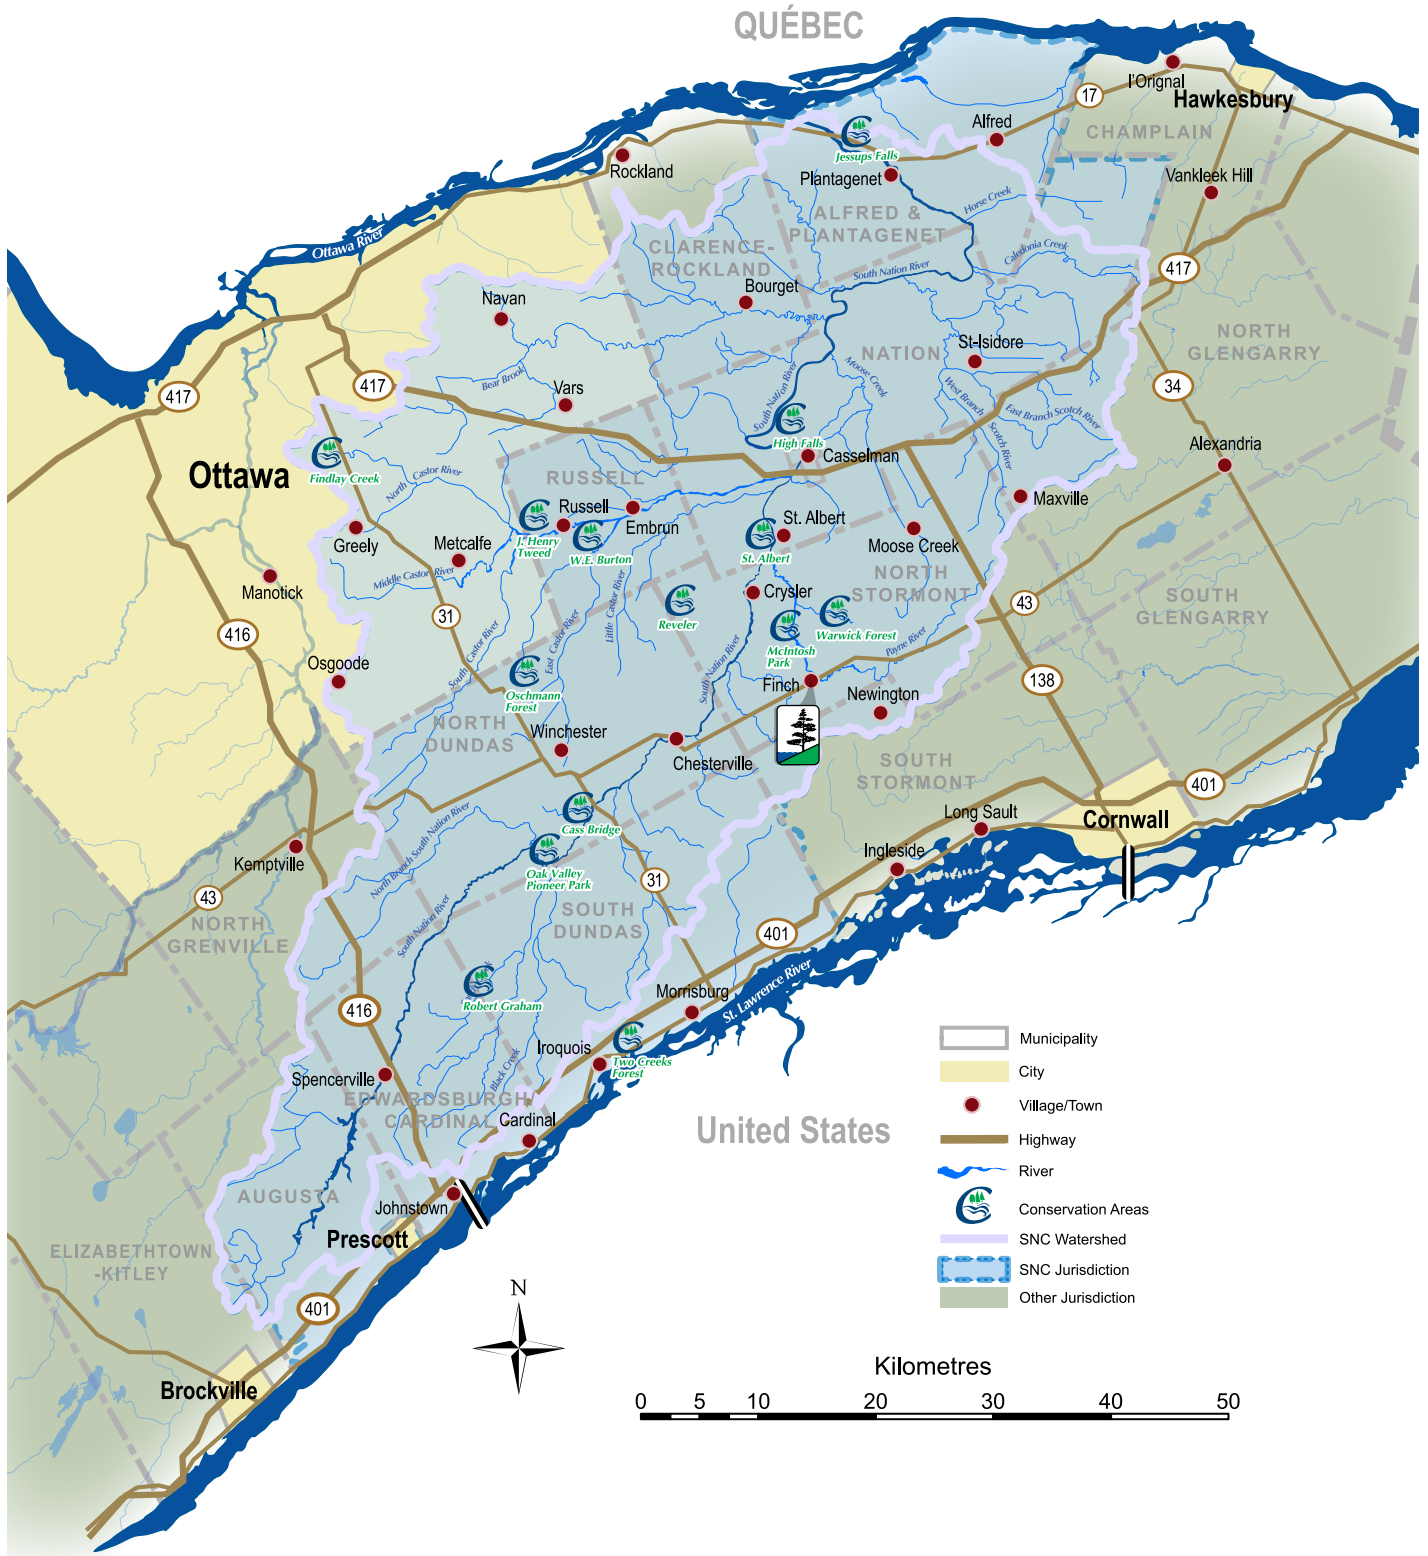 QUÉBEC
l'Orignal
Hawkesbury
17
Alfred
CHAMPLAIN
Jessups Falls
Rockland
Plantagenet
Vankleek Hill
Horse Creek
ALFRED &
PLANTAGENET
Ottawa River
CLARENCE-
ROCKLAND
Caledonia Creek
South Nation River
417
Bourget
Navan
NORTH
GLENGARRY
St-Isidore
NATION
Moose Creek
Bear Brook
417
417
Vars
34
South Nation River
West Branch
Scotch River
East Branch Scotch River
High Falls
Casselman
Alexandria
Findlay Creek
Ottawa
North Castor River
RUSSELL
Maxville
Russell
Embrun
J. Henry
Tweed
W.E. Burton
St. Albert
St. Albert
Moose Creek
Greely
Metcalfe
Middle Castor River
NORTH
STORMONT
Manotick
Crysler
43
SOUTH
GLENGARRY
31
Reveler
Little Castor River
Warwick Forest
416
McIntosh
Park
Payne River
South Castor River
East Castor River
South Nation River
Osgoode
Finch
Newington
138
Oschmann
Forest
NORTH
DUNDAS
Winchester
Chesterville
SOUTH
STORMONT
401
Long Sault
Cornwall
Cass Bridge
North Branch South Nation River
Kemptville
Ingleside
Oak Valley
Pioneer Park
31
43
NORTH
GRENVILLE
SOUTH
DUNDAS
South Nation River
401
St. Lawrence River
Robert Graham
Morrisburg
416
Iroquois
Two Creeks
Forest
Black Creek
Spencerville
EDWARDSBURGH
CARDINAL
Cardinal
United States
AUGUSTA
Johnstown
Prescott
ELIZABETHTOWN
-KITLEY
401
Brockville
Municipality
City
Village/Town
Highway
River
Conservation Areas
SNC Watershed
SNC Jurisdiction
Other Jurisdiction
N
Kilometres
0 5 10 20 30 40 50